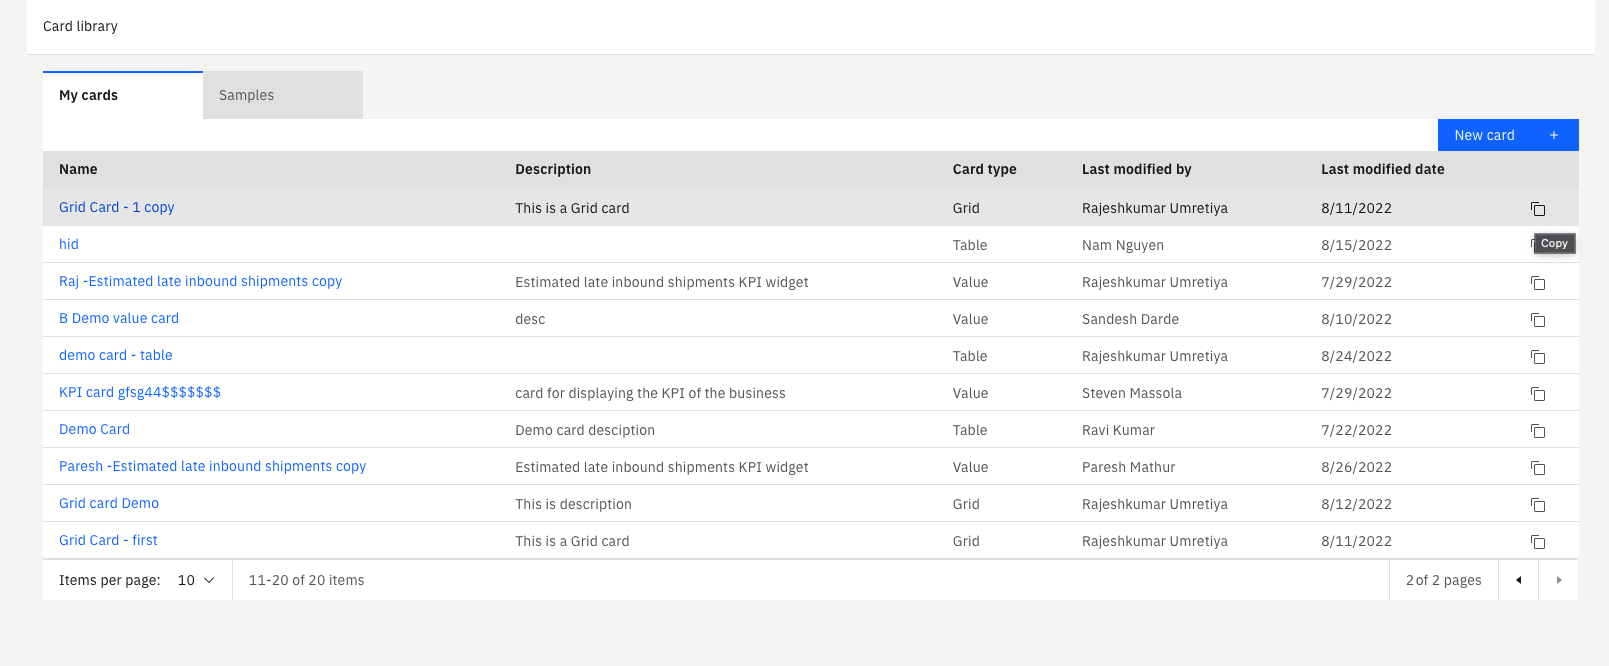 Card library
My cards
Samples
New card +
Name Description Card type Last modified by Last modified date
Grid Card - 1 copy This is a Grid card Grid Rajeshkumar Umretiya 8/11/2022
hid Table Nam Nguyen 8/15/2022
Copy
Raj -Estimated late inbound shipments copy Estimated late inbound shipments KPI widget Value Rajeshkumar Umretiya 7/29/2022
B Demo value card desc Value Sandesh Darde 8/10/2022
demo card - table Table Rajeshkumar Umretiya 8/24/2022
KPI card gfsg44$$$$$$$ card for displaying the KPI of the business Value Steven Massola 7/29/2022
Demo Card Demo card desciption Table Ravi Kumar 7/22/2022
Paresh -Estimated late inbound shipments copy Estimated late inbound shipments KPI widget Value Paresh Mathur 8/26/2022
Grid card Demo This is description Grid Rajeshkumar Umretiya 8/12/2022
Grid Card - first This is a Grid card Grid Rajeshkumar Umretiya 8/11/2022
Items per page: 10 11-20 of 20 items 2 of 2 pages